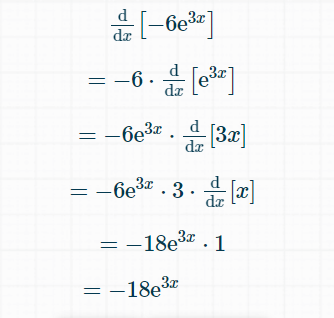 d/dx [−6e^{3x}]
= −6 · d/dx [e^{3x}]
= −6e^{3x} · d/dx [3x]
= −6e^{3x} · 3 · d/dx [x]
= −18e^{3x} · 1
= −18e^{3x}